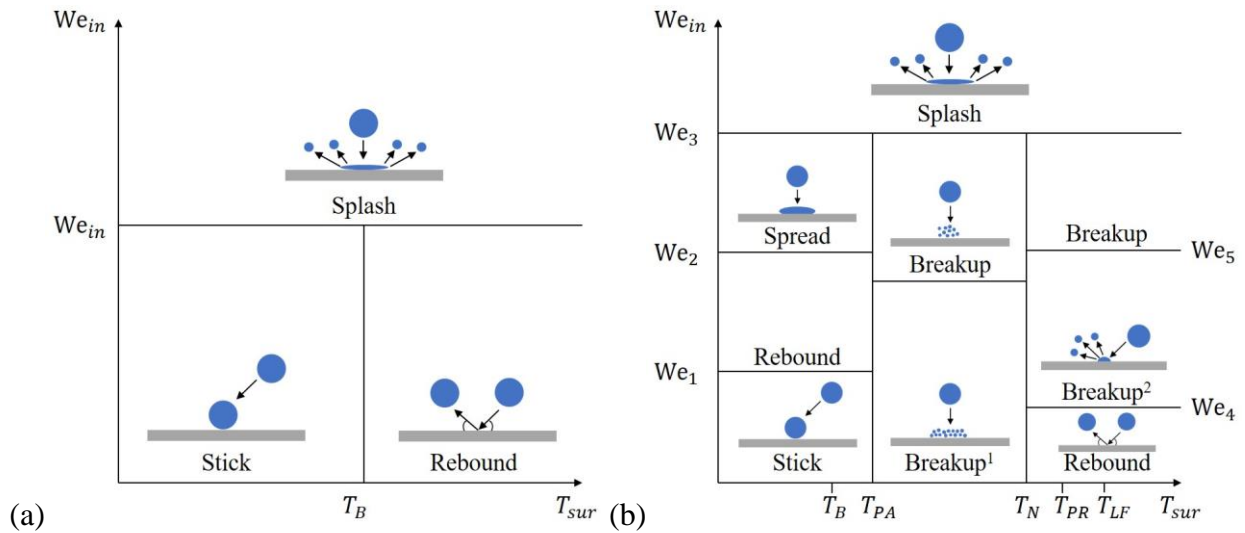 We_in
Splash
We_in
Stick
Rebound
T_B
T_sur
(a)
We_in
Splash
We_3
Spread
We_2
Breakup
Breakup
We_5
Rebound
We_1
Breakup²
We_4
Stick
Breakup¹
Rebound
T_B
T_PA
T_N
T_PR
T_LF
T_sur
(b)